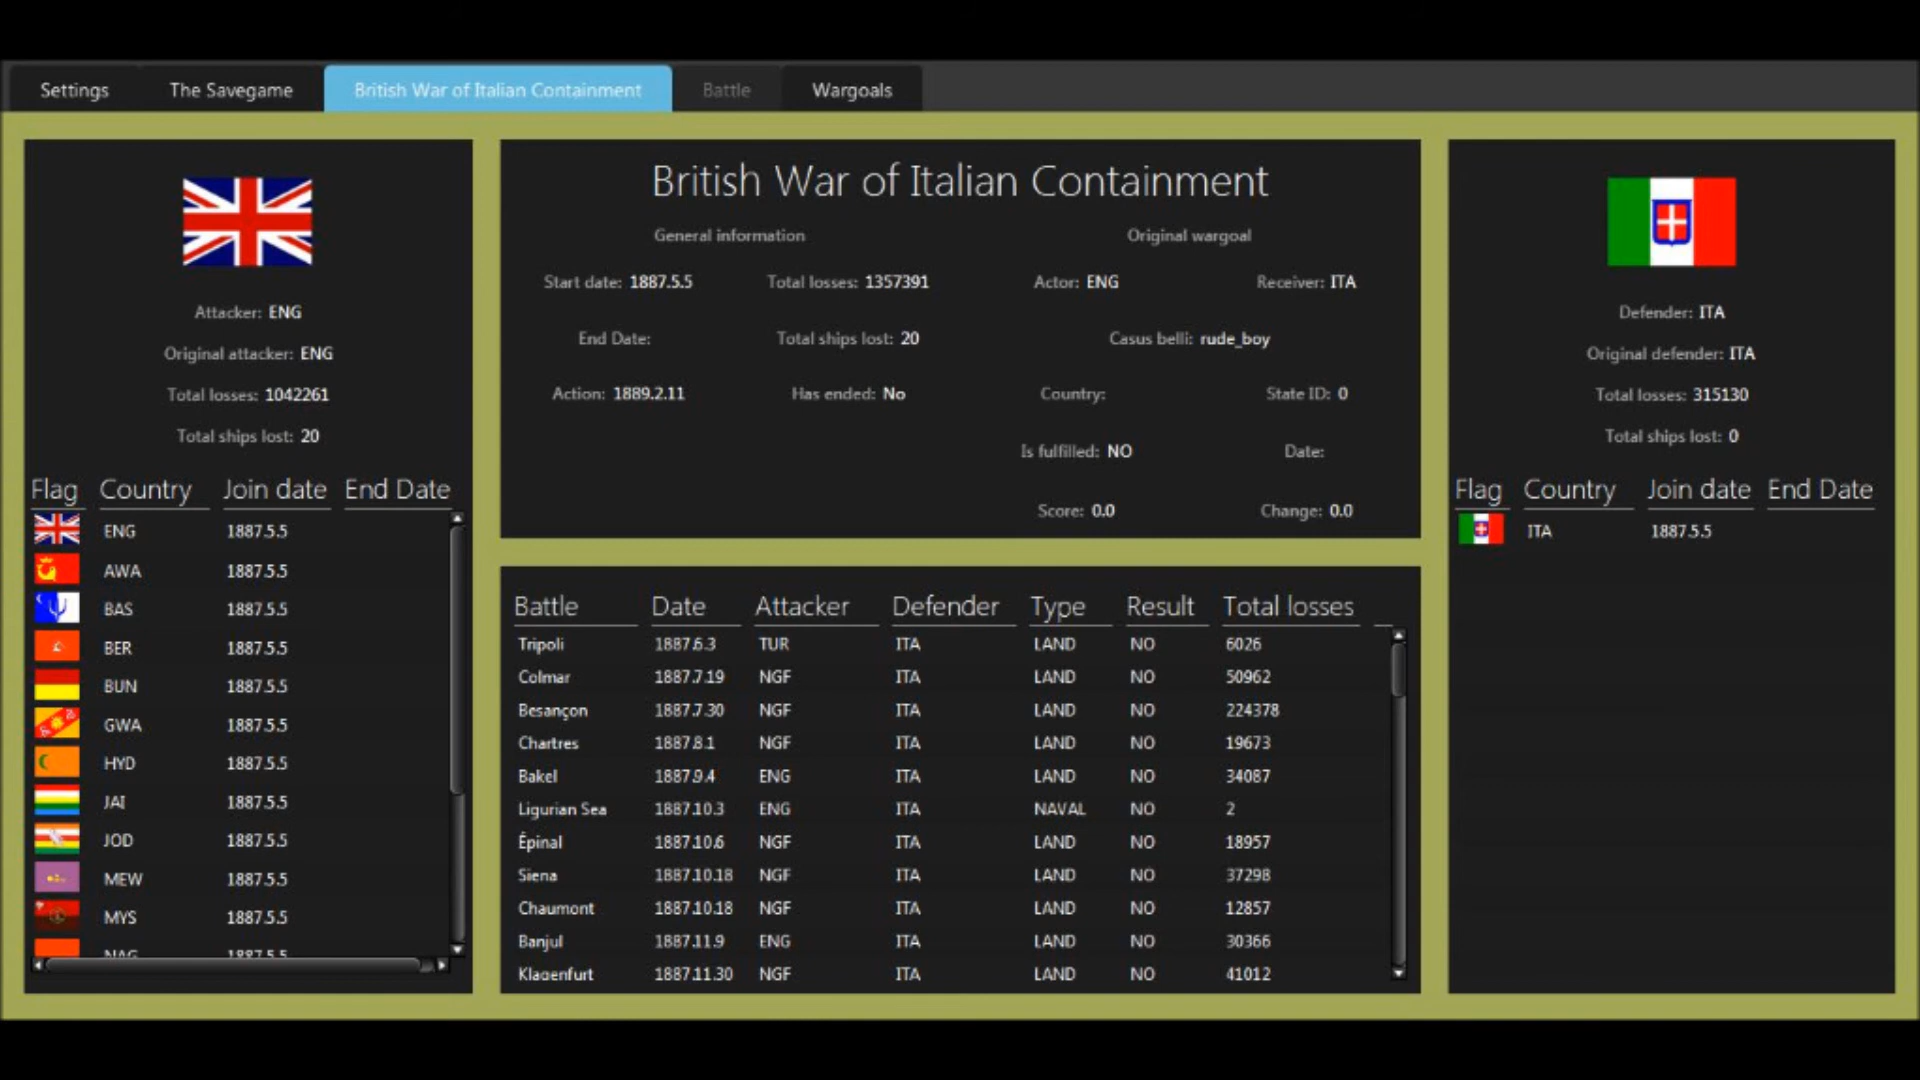 Settings The Savegame British War of Italian Containment Battle Wargoals
Attacker: ENG
Original attacker: ENG
Total losses: 1042261
Total ships lost: 20
Flag Country Join date End Date
ENG 1887.5.5
AWA 1887.5.5
BAS 1887.5.5
BER 1887.5.5
BUN 1887.5.5
GWA 1887.5.5
HYD 1887.5.5
JAI 1887.5.5
JOD 1887.5.5
MEW 1887.5.5
MYS 1887.5.5
NAG 1887.5.5
British War of Italian Containment
General information Original wargoal
Start date: 1887.5.5 Total losses: 1357391 Actor: ENG Receiver: ITA
End Date: Total ships lost: 20 Casus belli: rude_boy
Action: 1889.2.11 Has ended: No Country: State ID: 0
Is fulfilled: NO Date:
Score: 0.0 Change: 0.0
Battle Date Attacker Defender Type Result Total losses
Tripoli 1887.6.3 TUR ITA LAND NO 6026
Colmar 1887.7.19 NGF ITA LAND NO 50962
Besançon 1887.7.30 NGF ITA LAND NO 224378
Chartres 1887.8.1 NGF ITA LAND NO 19673
Bakel 1887.9.4 ENG ITA LAND NO 34087
Ligurian Sea 1887.10.3 ENG ITA NAVAL NO 2
Épinal 1887.10.6 NGF ITA LAND NO 18957
Siena 1887.10.18 NGF ITA LAND NO 37298
Chaumont 1887.10.18 NGF ITA LAND NO 12857
Banjul 1887.11.9 ENG ITA LAND NO 30366
Klagenfurt 1887.11.30 NGF ITA LAND NO 41012
Defender: ITA
Original defender: ITA
Total losses: 315130
Total ships lost: 0
Flag Country Join date End Date
ITA 1887.5.5